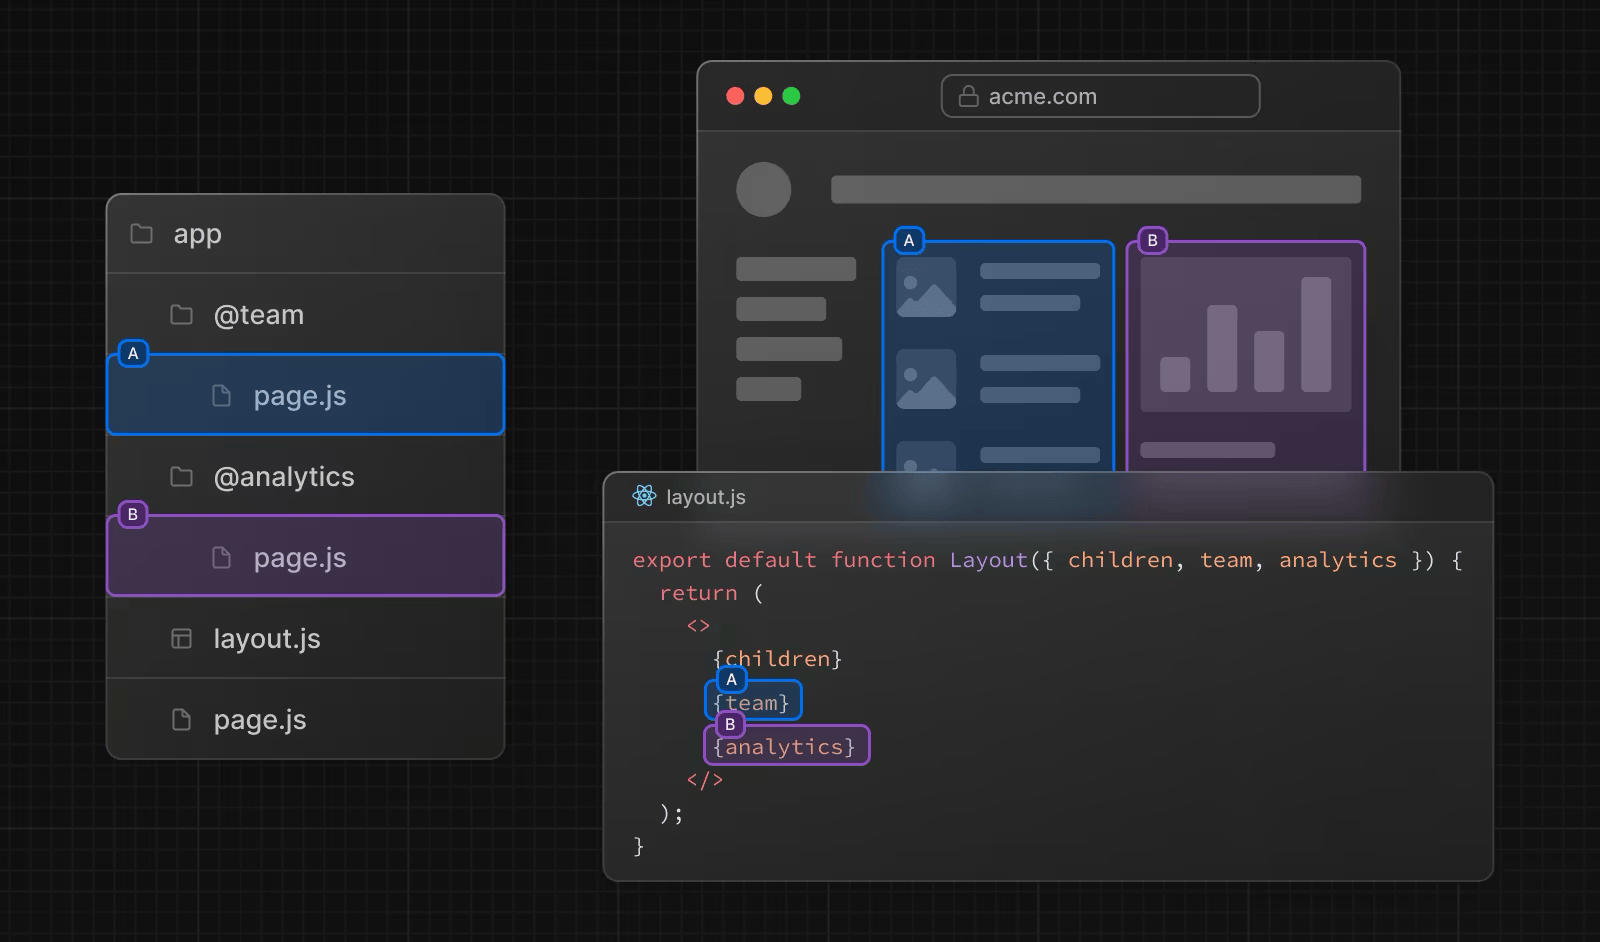 app
@team
A
page.js
@analytics
B
page.js
layout.js
page.js
acme.com
A
B
layout.js
export default function Layout({ children, team, analytics }) {
return (
<>
{children}
A
{team}
B
{analytics}
</>
);
}